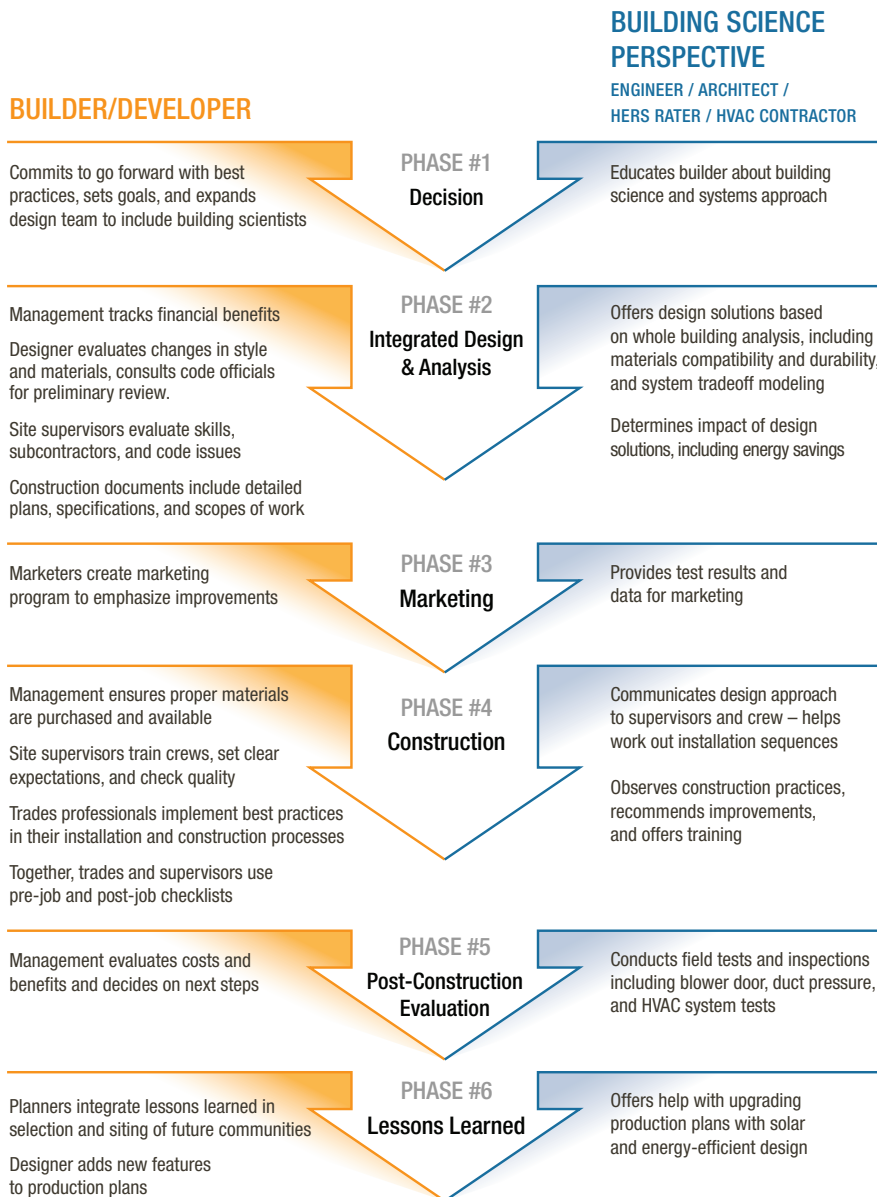 BUILDER/DEVELOPER
BUILDING SCIENCE
PERSPECTIVE
ENGINEER / ARCHITECT /
HERS RATER / HVAC CONTRACTOR
Commits to go forward with best
practices, sets goals, and expands
design team to include building scientists
PHASE #1
Decision
Educates builder about building
science and systems approach
Management tracks financial benefits
Designer evaluates changes in style
and materials, consults code officials
for preliminary review.
Site supervisors evaluate skills,
subcontractors, and code issues
Construction documents include detailed
plans, specifications, and scopes of work
PHASE #2
Integrated Design
& Analysis
Offers design solutions based
on whole building analysis, including
materials compatibility and durability,
and system tradeoff modeling
Determines impact of design
solutions, including energy savings
Marketers create marketing
program to emphasize improvements
PHASE #3
Marketing
Provides test results and
data for marketing
Management ensures proper materials
are purchased and available
Site supervisors train crews, set clear
expectations, and check quality
Trades professionals implement best practices
in their installation and construction processes
Together, trades and supervisors use
pre-job and post-job checklists
PHASE #4
Construction
Communicates design approach
to supervisors and crew – helps
work out installation sequences
Observes construction practices,
recommends improvements,
and offers training
Management evaluates costs and
benefits and decides on next steps
PHASE #5
Post-Construction
Evaluation
Conducts field tests and inspections
including blower door, duct pressure,
and HVAC system tests
Planners integrate lessons learned in
selection and siting of future communities
Designer adds new features
to production plans
PHASE #6
Lessons Learned
Offers help with upgrading
production plans with solar
and energy-efficient design